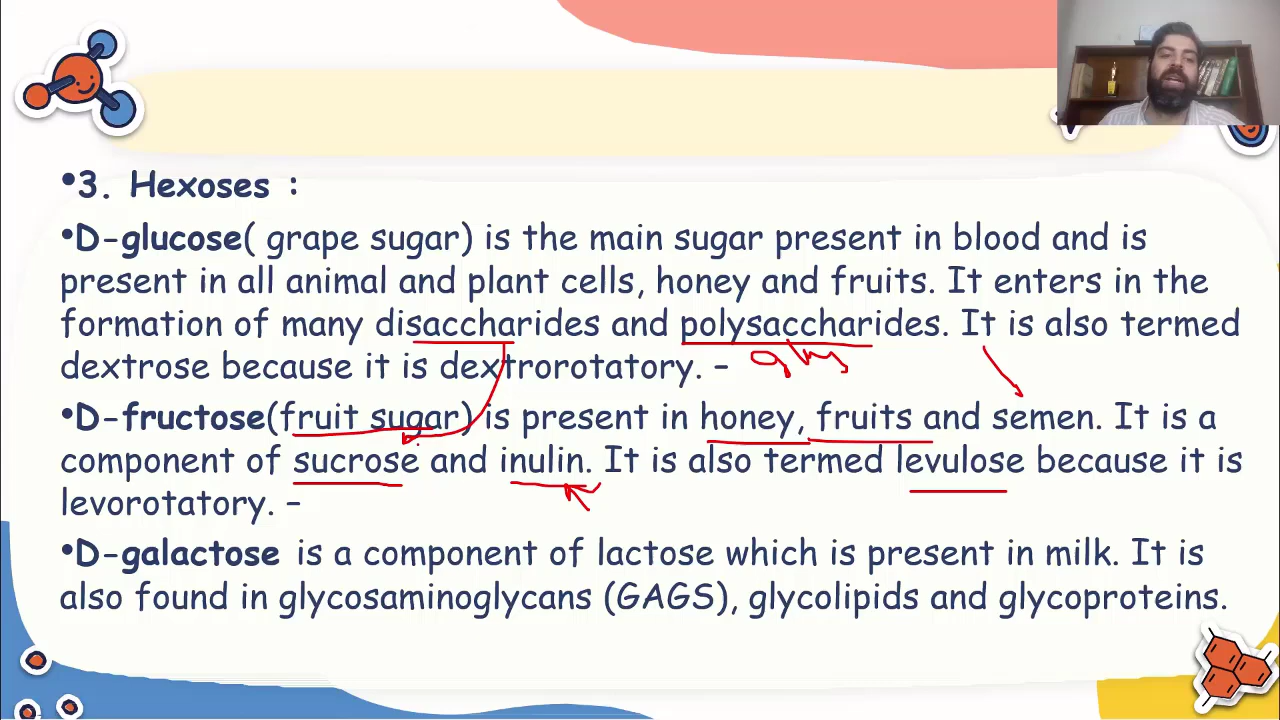 •3. Hexoses :
•D-glucose( grape sugar) is the main sugar present in blood and is
present in all animal and plant cells, honey and fruits. It enters in the
formation of many disaccharides and polysaccharides. It is also termed
dextrose because it is dextrorotatory. –
•D-fructose(fruit sugar) is present in honey, fruits and semen. It is a
component of sucrose and inulin. It is also termed levulose because it is
levorotatory. –
•D-galactose is a component of lactose which is present in milk. It is
also found in glycosaminoglycans (GAGS), glycolipids and glycoproteins.